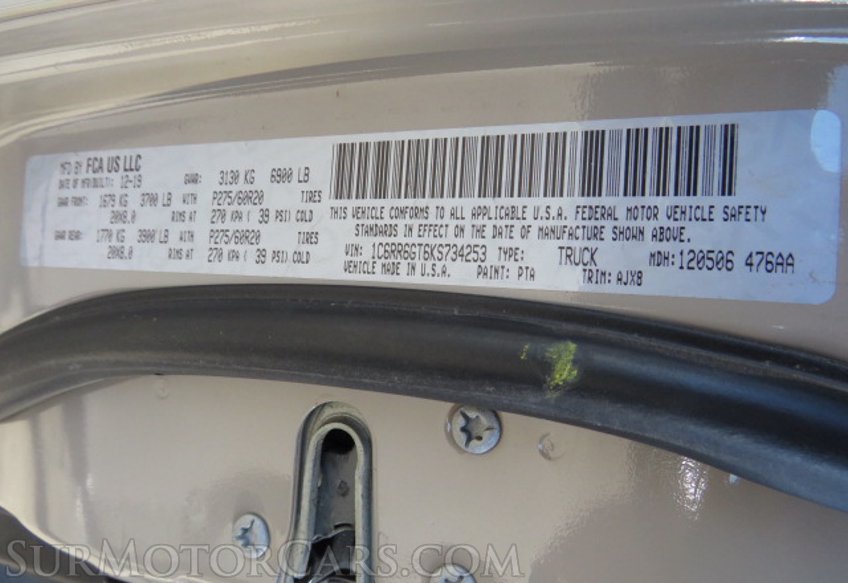 MFD BY FCA US LLC
DATE OF MFR/BUILT: 12-19 GVWR: 3130 KG 6900 LB
GAWR FRONT: 1679 KG 3700 LB WITH P275/60R20 TIRES
20X8.0 RIMS AT 270 KPA ( 39 PSI) COLD
GAWR REAR: 1770 KG 3900 LB WITH P275/60R20 TIRES
20X8.0 RIMS AT 270 KPA ( 39 PSI) COLD
THIS VEHICLE CONFORMS TO ALL APPLICABLE U.S.A. FEDERAL MOTOR VEHICLE SAFETY
STANDARDS IN EFFECT ON THE DATE OF MANUFACTURE SHOWN ABOVE.
VIN: 1C6RR6GT6KS734253 TYPE: TRUCK MDH: 120506 476AA
VEHICLE MADE IN U.S.A. PAINT: PTA TRIM: AJX8
SURMOTORCARS.COM